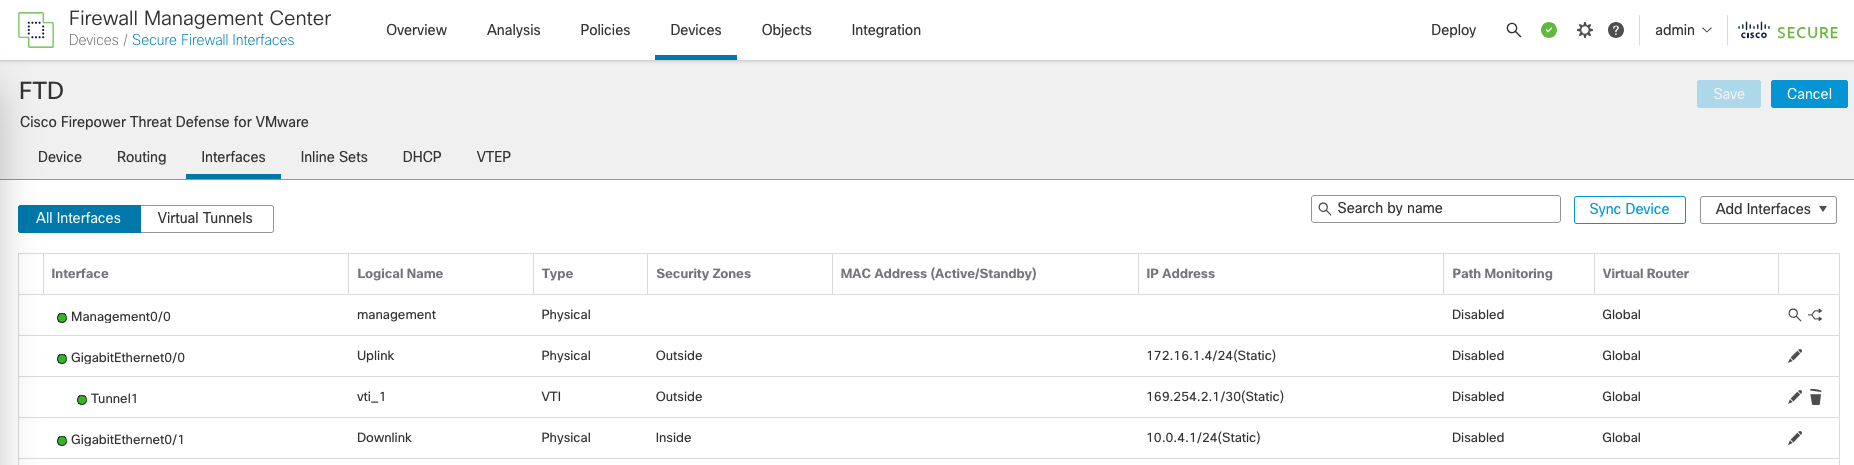 Firewall Management Center
Devices / Secure Firewall Interfaces
Overview Analysis Policies Devices Objects Integration Deploy admin cisco SECURE
FTD
Save Cancel
Cisco Firepower Threat Defense for VMware
Device Routing Interfaces Inline Sets DHCP VTEP
All Interfaces Virtual Tunnels Search by name Sync Device Add Interfaces
Interface Logical Name Type Security Zones MAC Address (Active/Standby) IP Address Path Monitoring Virtual Router
Management0/0 management Physical Disabled Global
GigabitEthernet0/0 Uplink Physical Outside 172.16.1.4/24(Static) Disabled Global
Tunnel1 vti_1 VTI Outside 169.254.2.1/30(Static) Disabled Global
GigabitEthernet0/1 Downlink Physical Inside 10.0.4.1/24(Static) Disabled Global